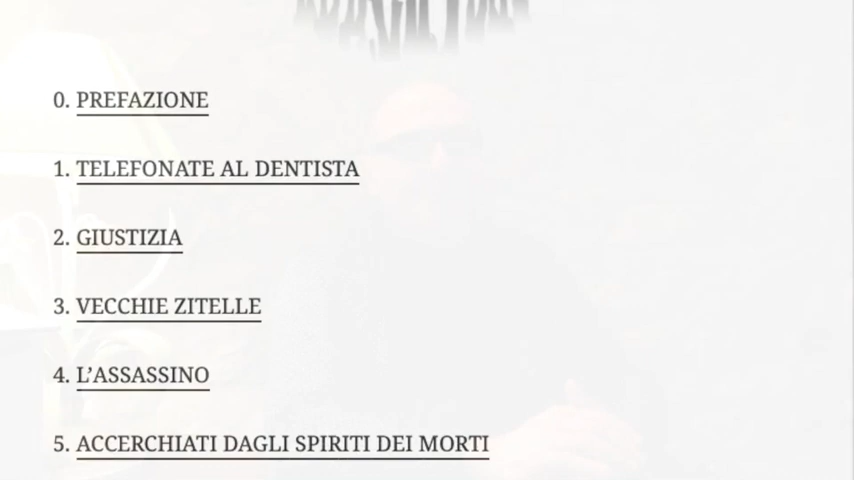 0. PREFAZIONE
1. TELEFONATE AL DENTISTA
2. GIUSTIZIA
3. VECCHIE ZITELLE
4. L'ASSASSINO
5. ACCERCHIATI DAGLI SPIRITI DEI MORTI